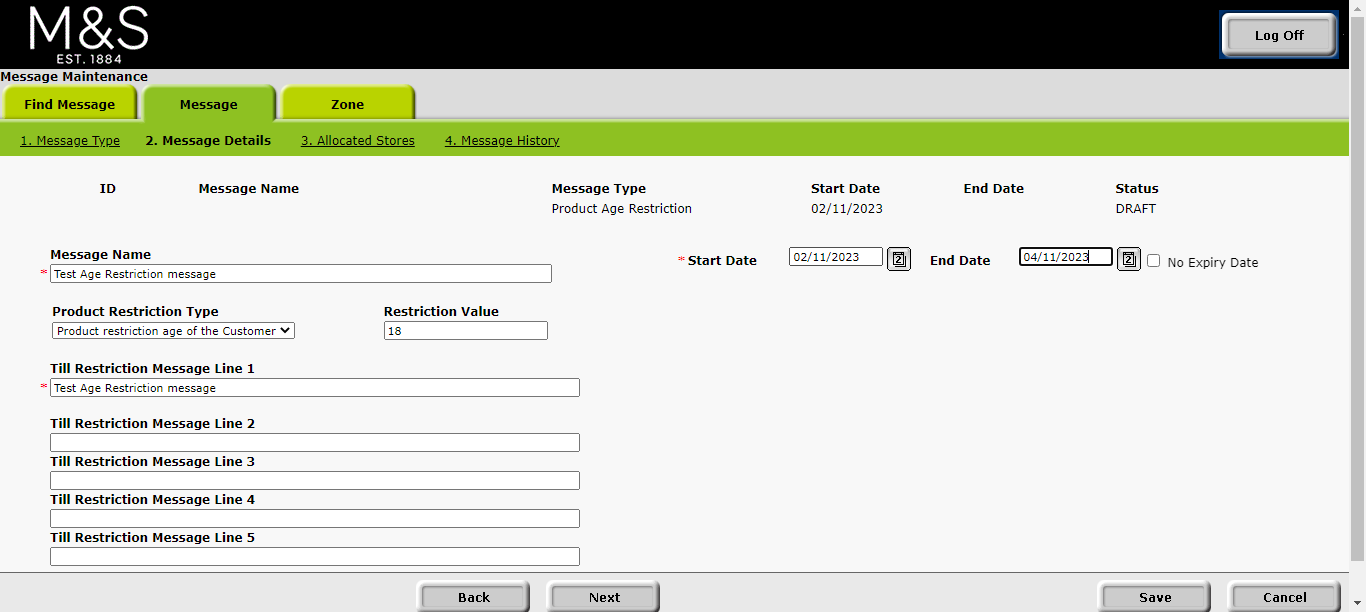 M&S
EST. 1884
Log Off
Message Maintenance
Find Message Message Zone
1. Message Type 2. Message Details 3. Allocated Stores 4. Message History
ID Message Name Message Type Start Date End Date Status
Product Age Restriction 02/11/2023 DRAFT
Message Name
* Test Age Restriction message
* Start Date 02/11/2023 2 End Date 04/11/2023 2 No Expiry Date
Product Restriction Type Restriction Value
Product restriction age of the Customer 18
Till Restriction Message Line 1
* Test Age Restriction message
Till Restriction Message Line 2
Till Restriction Message Line 3
Till Restriction Message Line 4
Till Restriction Message Line 5
Back Next Save Cancel